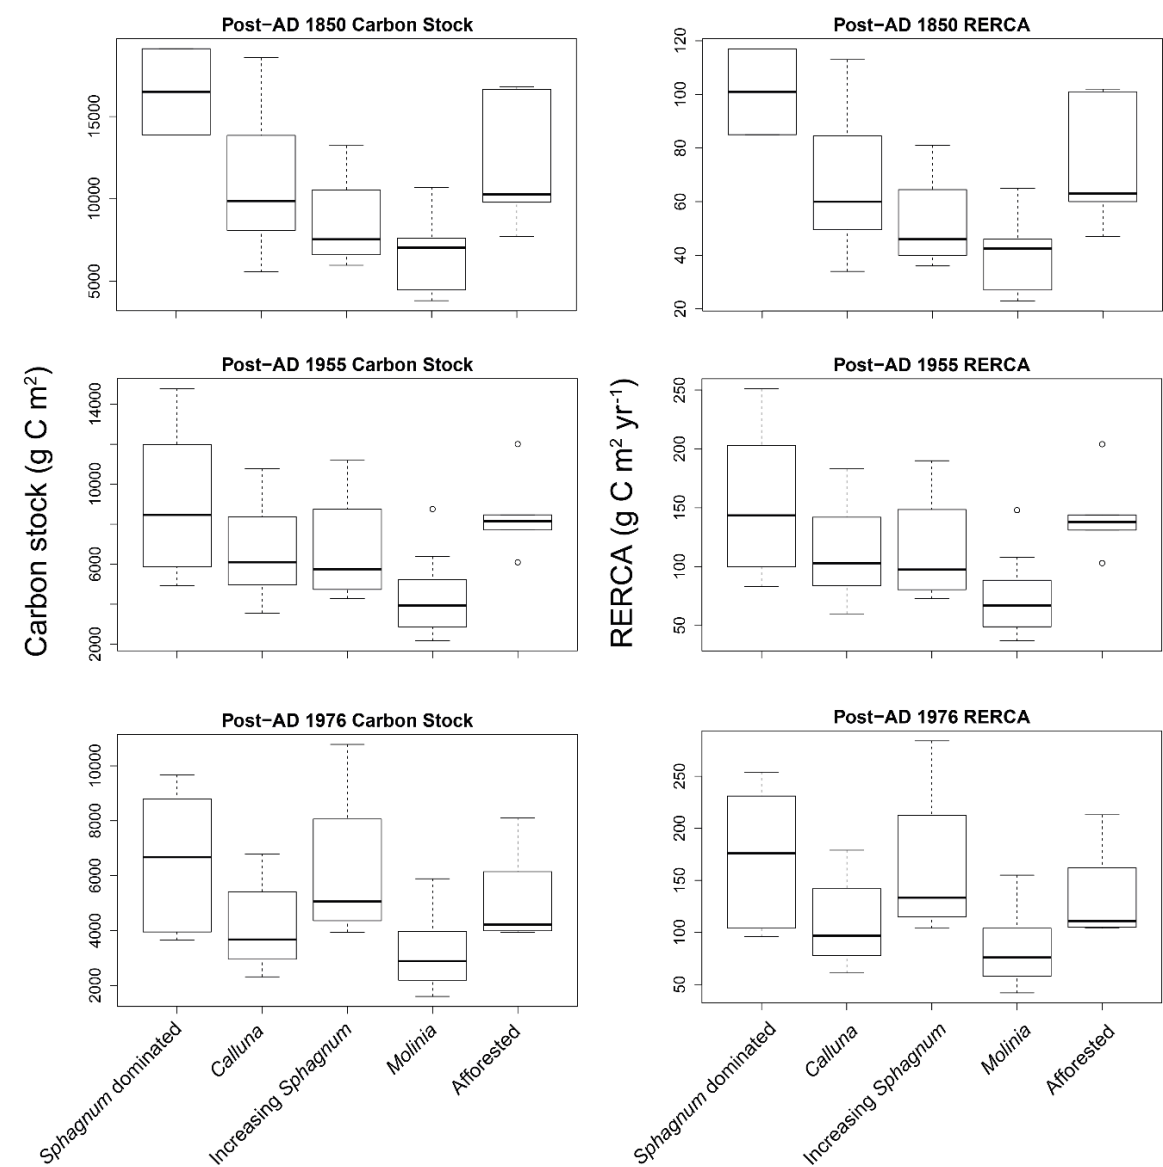 Post−AD 1850 Carbon Stock
15000
10000
5000
Post−AD 1850 RERCA
120
100
80
60
40
20
Carbon stock (g C m²)
Post−AD 1955 Carbon Stock
14000
10000
6000
2000
RERCA (g C m² yr⁻¹)
Post−AD 1955 RERCA
250
200
150
100
50
Post−AD 1976 Carbon Stock
10000
8000
6000
4000
2000
Post−AD 1976 RERCA
250
200
150
100
50
Sphagnum dominated
Calluna
Increasing Sphagnum
Molinia
Afforested
Sphagnum dominated
Calluna
Increasing Sphagnum
Molinia
Afforested